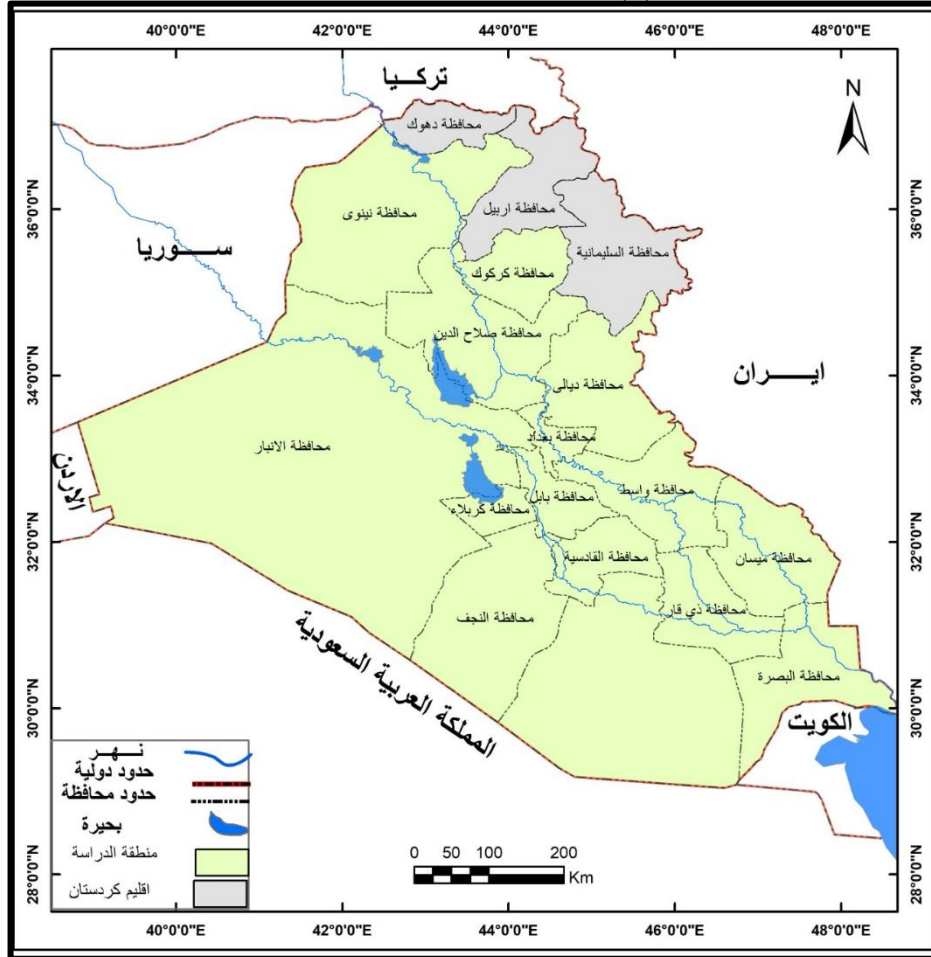 40°0'0"E 42°0'0"E 44°0'0"E 46°0'0"E 48°0'0"E
تركـــيا
N
محافظة دهوك
36°0'0"N 36°0'0"N
محافظة نينوى
محافظة اربيل
ســـوريا
محافظة السليمانية
محافظة كركوك
محافظة صلاح الدين
34°0'0"N 34°0'0"N
ايـــران
محافظة ديالى
محافظة بغداد
محافظة الانبار
الاردن
محافظة واسط
محافظة بابل
محافظة كربلاء
32°0'0"N 32°0'0"N
محافظة القادسية
محافظة ميسان
محافظة ذي قار
محافظة النجف
المملكة العربية السعودية
محافظة البصرة
30°0'0"N 30°0'0"N
الكويت
نـــهـــر
حدود دولية
حدود محافظة
بحيرة
منطقة الدراسة
اقليم كردستان
0 50 100 200
Km
28°0'0"N 28°0'0"N
40°0'0"E 42°0'0"E 44°0'0"E 46°0'0"E 48°0'0"E